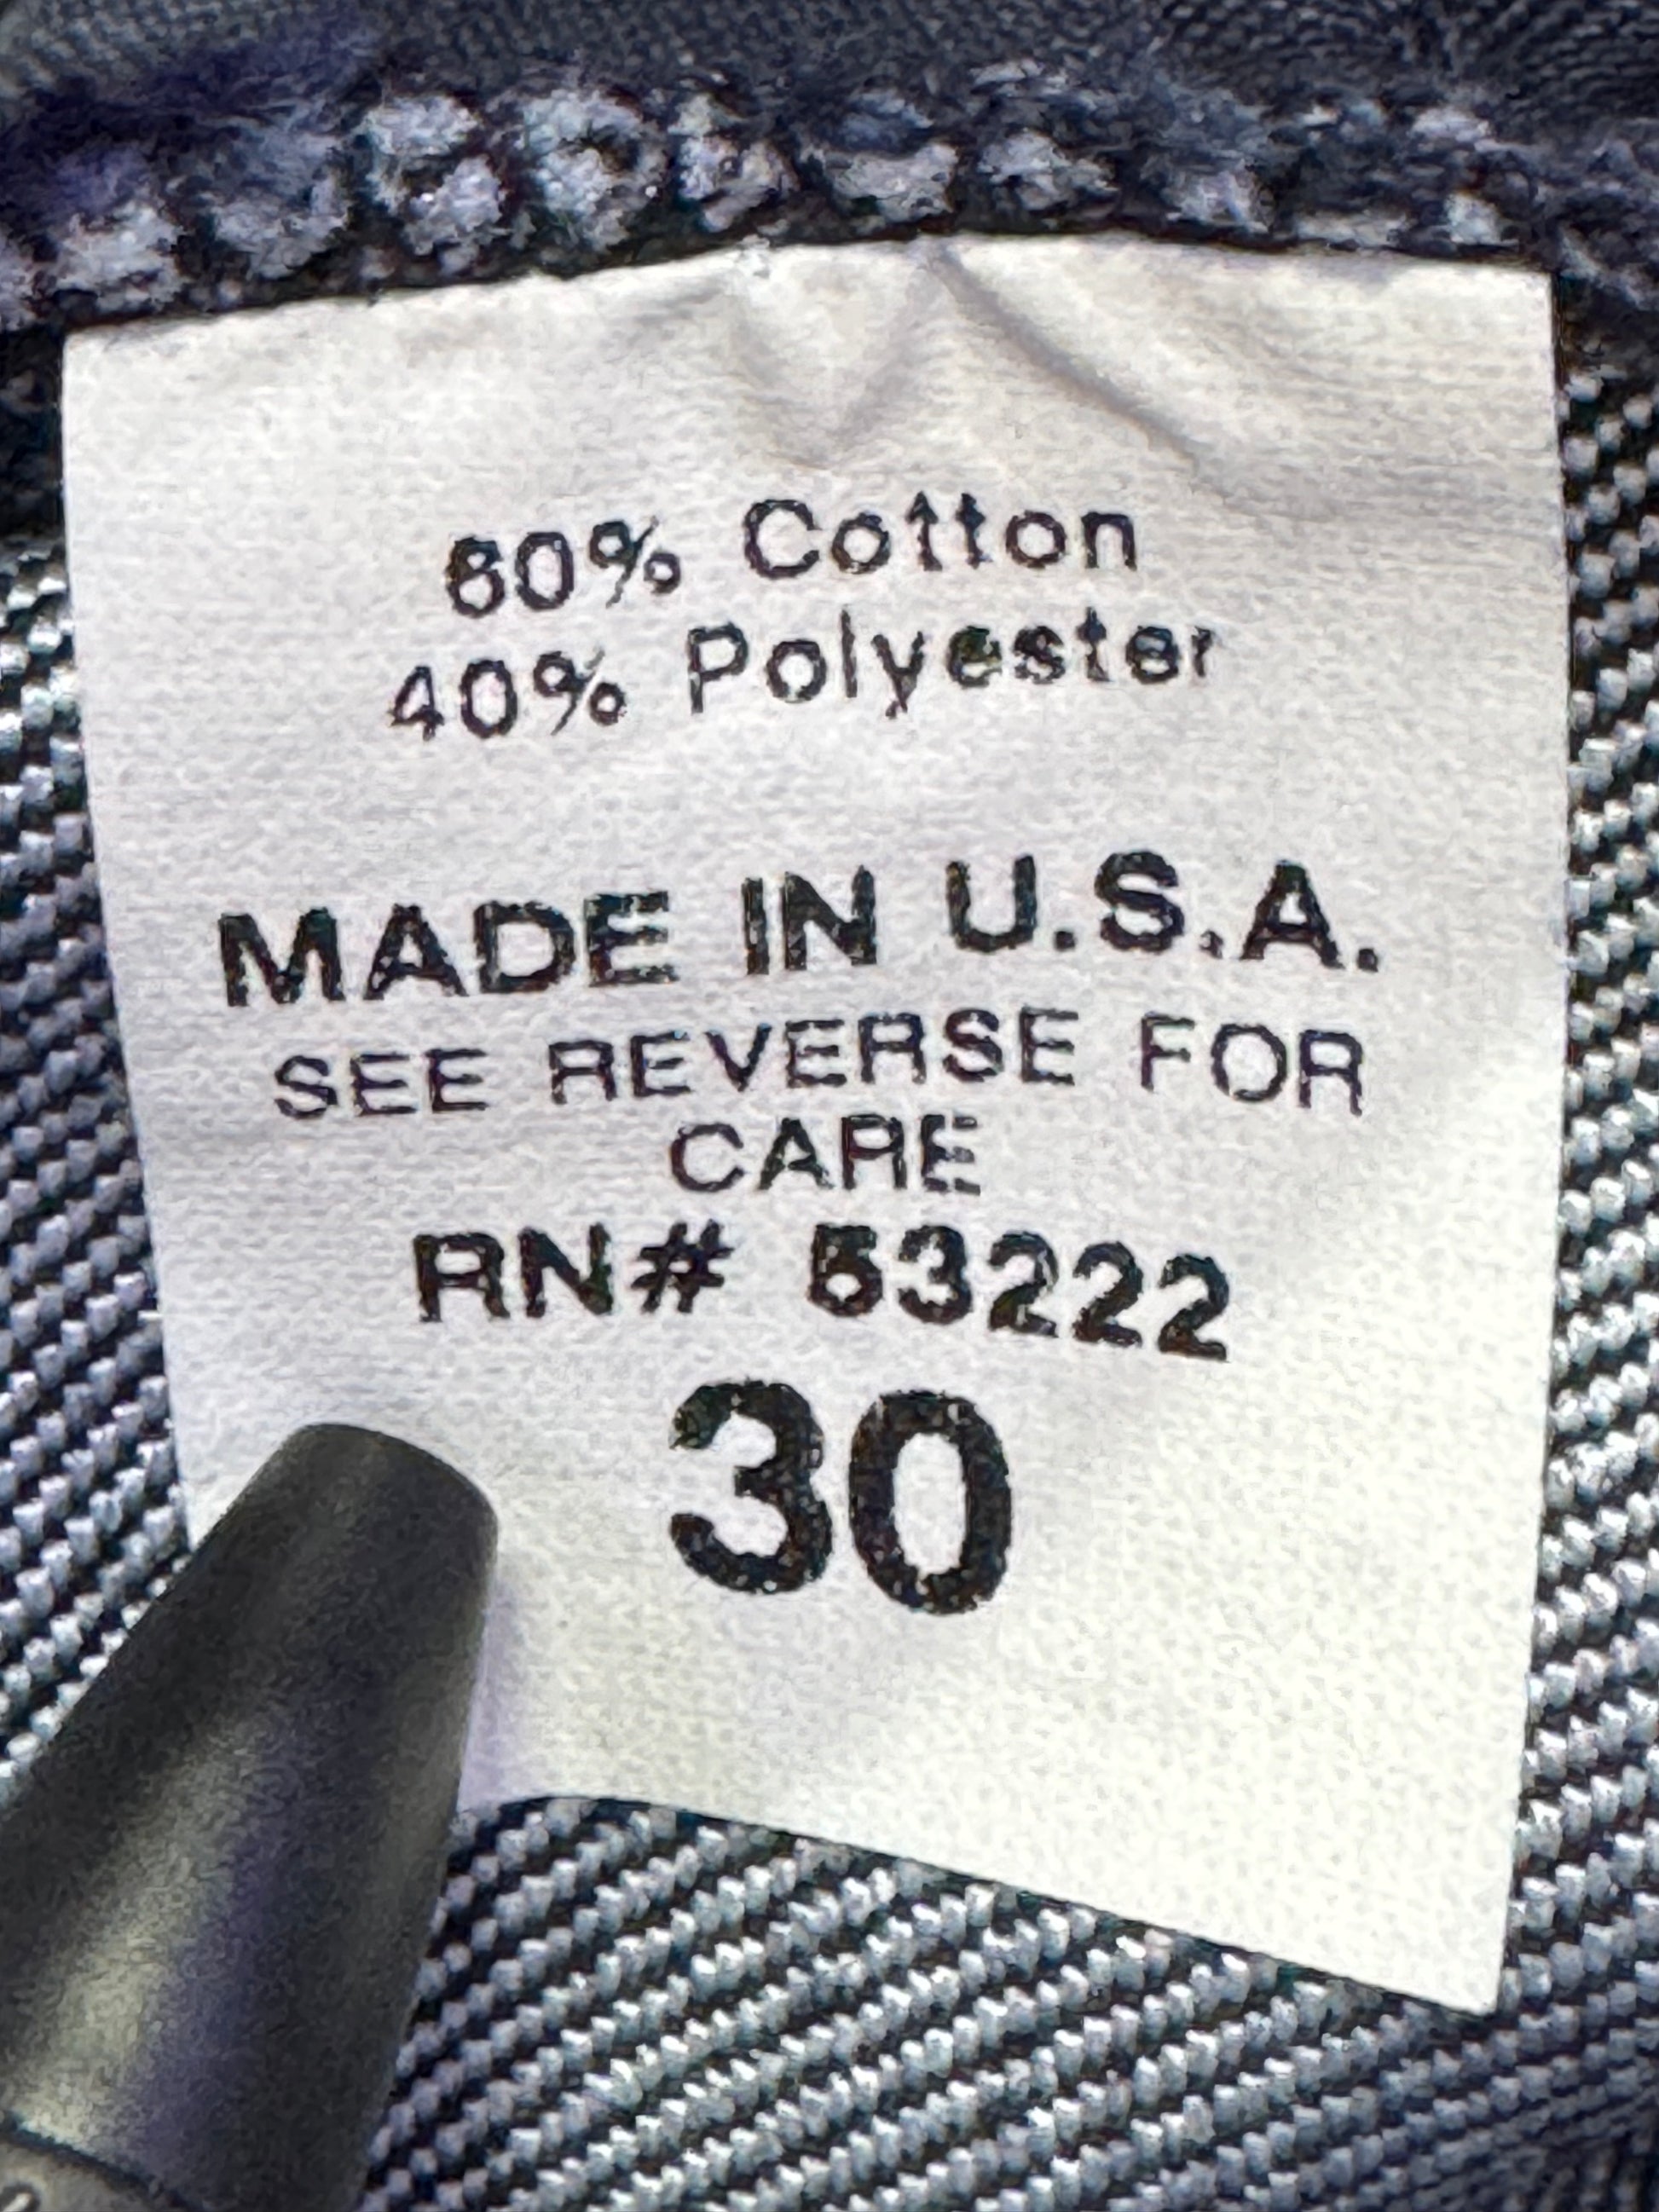 60% Cotton
40% Polyester
MADE IN U.S.A.
SEE REVERSE FOR
CARE
RN# 53222
30